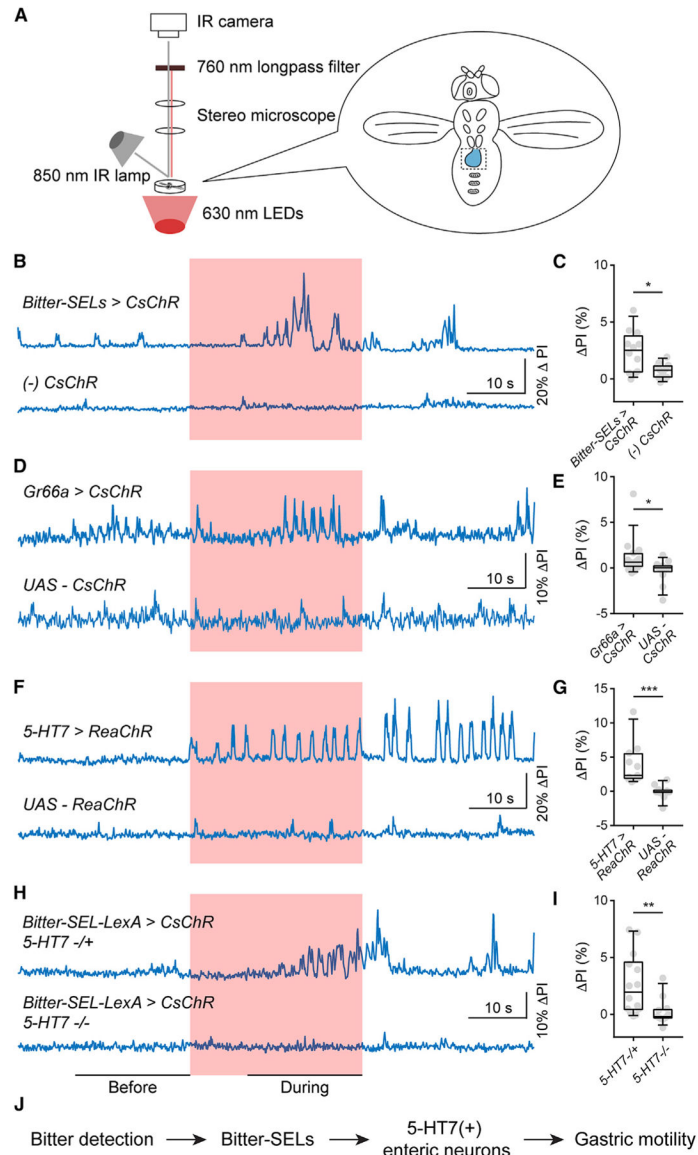 A
IR camera
760 nm longpass filter
Stereo microscope
850 nm IR lamp
630 nm LEDs
B
Bitter-SELs > CsChR
(-) CsChR
10 s
20% Δ PI
C
ΔPI (%)
10
5
0
*
Bitter-SELs >
CsChR
(-) CsChR
D
Gr66a > CsChR
UAS - CsChR
10 s
10% ΔPI
E
ΔPI (%)
10
5
0
-5
*
Gr66a >
CsChR
UAS -
CsChR
F
5-HT7 > ReaChR
UAS - ReaChR
10 s
20% ΔPI
G
ΔPI (%)
15
10
5
0
-5
***
5-HT7 >
ReaChR
UAS -
ReaChR
H
Bitter-SEL-LexA > CsChR
5-HT7 -/+
Bitter-SEL-LexA > CsChR
5-HT7 -/-
10 s
10% ΔPI
Before
During
I
ΔPI (%)
10
5
0
**
5-HT7-/+
5-HT7-/-
J
Bitter detection → Bitter-SELs → 5-HT7(+) → Gastric motility
enteric neurons